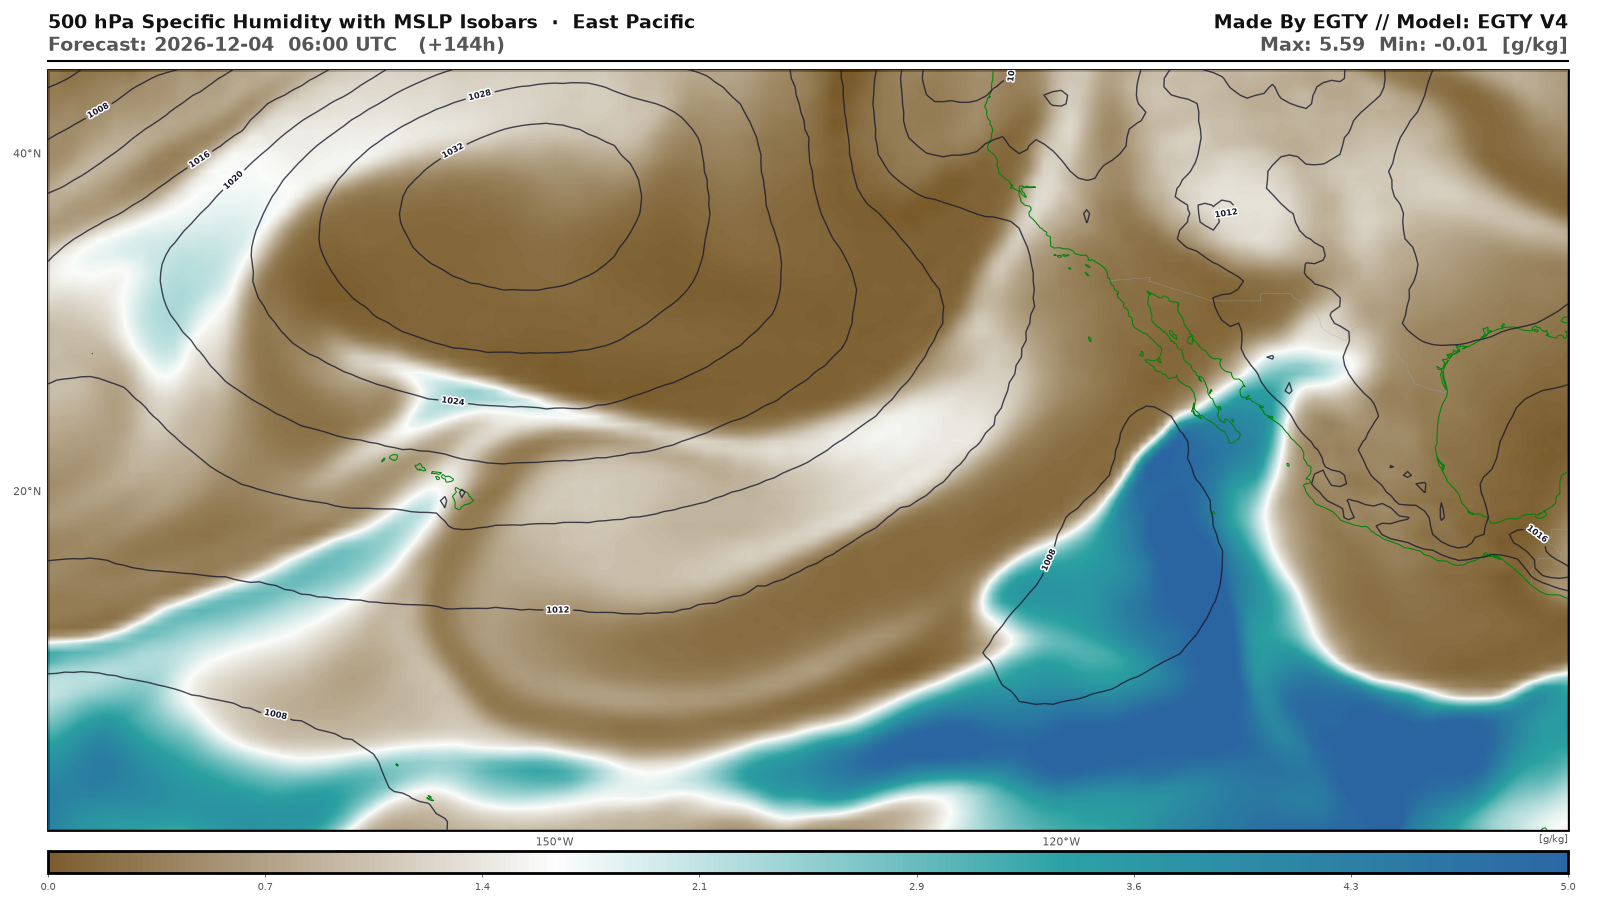 500 hPa Specific Humidity with MSLP Isobars · East Pacific
Made By EGTY // Model: EGTY V4
Forecast: 2026-12-04 06:00 UTC (+144h)
Max: 5.59 Min: -0.01 [g/kg]
10
1028
1008
1032
40°N
1016
1020
1012
1024
20°N
1016
1008
1012
1008
150°W
120°W
[g/kg]
0.0
0.7
1.4
2.1
2.9
3.6
4.3
5.0